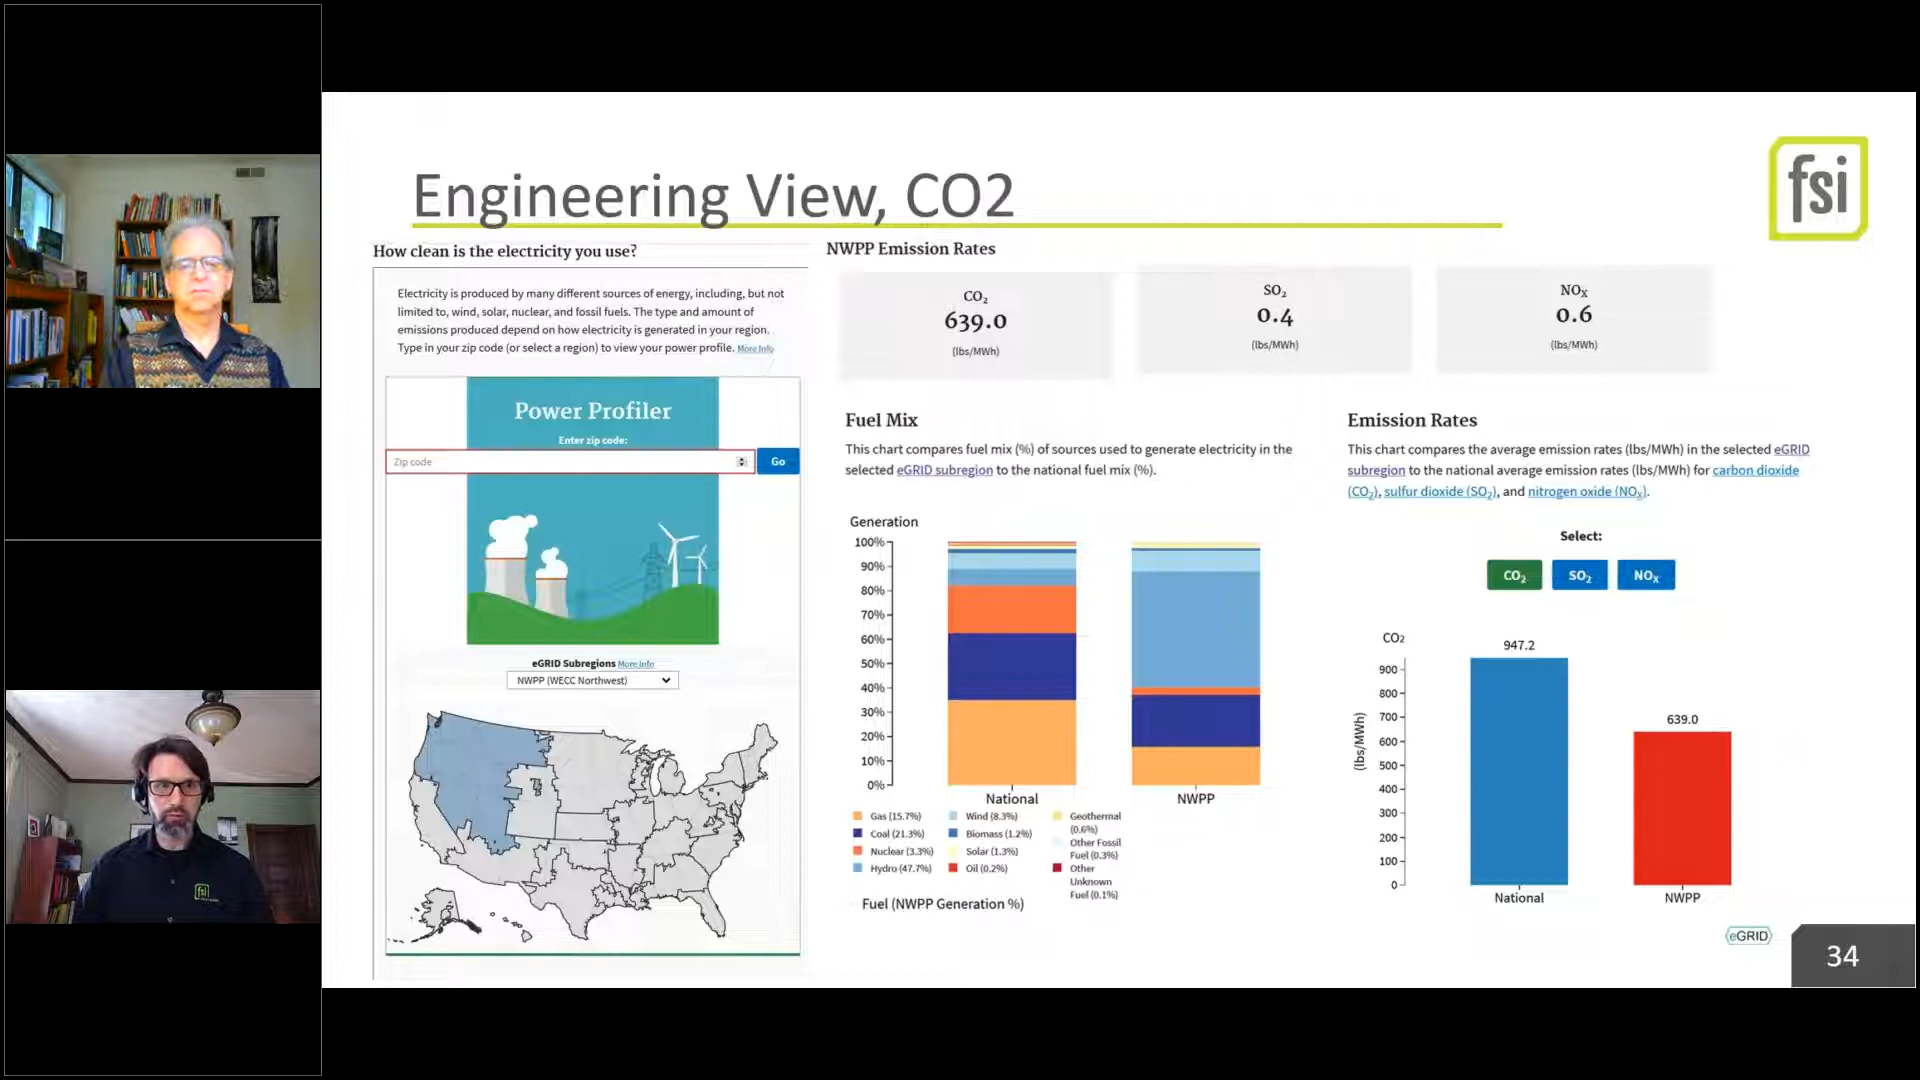 Engineering View, CO2
fsi
How clean is the electricity you use?
Electricity is produced by many different sources of energy, including, but not
limited to, wind, solar, nuclear, and fossil fuels. The type and amount of
emissions produced depend on how electricity is generated in your region.
Type in your zip code (or select a region) to view your power profile. More Info
Power Profiler
Enter zip code:
Zip code
Go
eGRID Subregions More Info
NWPP (WECC Northwest)
NWPP Emission Rates
CO₂
639.0
(lbs/MWh)
SO₂
0.4
(lbs/MWh)
NOₓ
0.6
(lbs/MWh)
Fuel Mix
This chart compares fuel mix (%) of sources used to generate electricity in the
selected eGRID subregion to the national fuel mix (%).
Generation
100%
90%
80%
70%
60%
50%
40%
30%
20%
10%
0%
National
NWPP
Gas (15.7%)
Coal (21.3%)
Nuclear (3.3%)
Hydro (47.7%)
Wind (8.3%)
Biomass (1.2%)
Solar (1.3%)
Oil (0.2%)
Geothermal
(0.6%)
Other Fossil
Fuel (0.3%)
Other
Unknown
Fuel (0.1%)
Fuel (NWPP Generation %)
Emission Rates
This chart compares the average emission rates (lbs/MWh) in the selected eGRID
subregion to the national average emission rates (lbs/MWh) for carbon dioxide
(CO₂), sulfur dioxide (SO₂), and nitrogen oxide (NOₓ).
Select:
CO₂
SO₂
NOₓ
CO₂
947.2
639.0
(lbs/MWh)
900
800
700
600
500
400
300
200
100
0
National
NWPP
eGRID
34
fsi